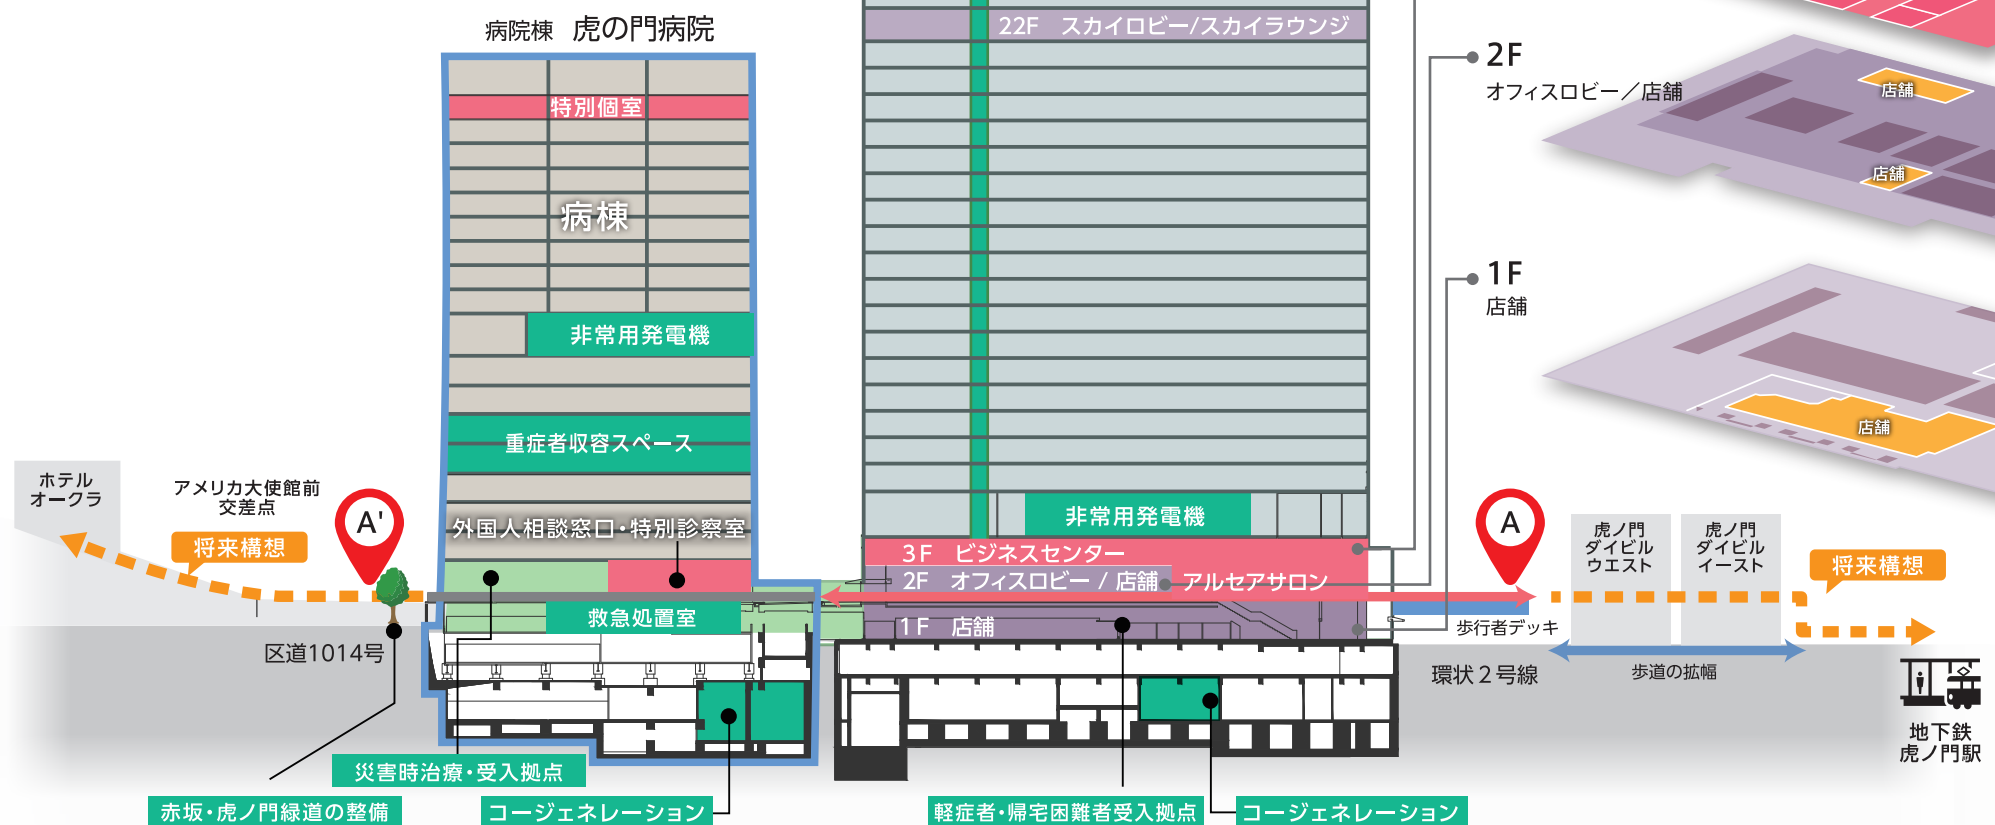 病院棟 虎の門病院
特別個室
病棟
非常用発電機
重症者収容スペース
外国人相談窓口・特別診察室
救急処置室
22F スカイロビー/スカイラウンジ
非常用発電機
3F ビジネスセンター
2F オフィスロビー / 店舗
アルセアサロン
1F 店舗
2F
オフィスロビー／店舗
店舗
店舗
1F
店舗
店舗
ホテル
オークラ
アメリカ大使館前
交差点
将来構想
A'
区道1014号
A
虎ノ門
ダイビル
ウエスト
虎ノ門
ダイビル
イースト
将来構想
歩行者デッキ
環状2号線
歩道の拡幅
地下鉄
虎ノ門駅
災害時治療・受入拠点
赤坂・虎ノ門緑道の整備
コージェネレーション
軽症者・帰宅困難者受入拠点
コージェネレーション